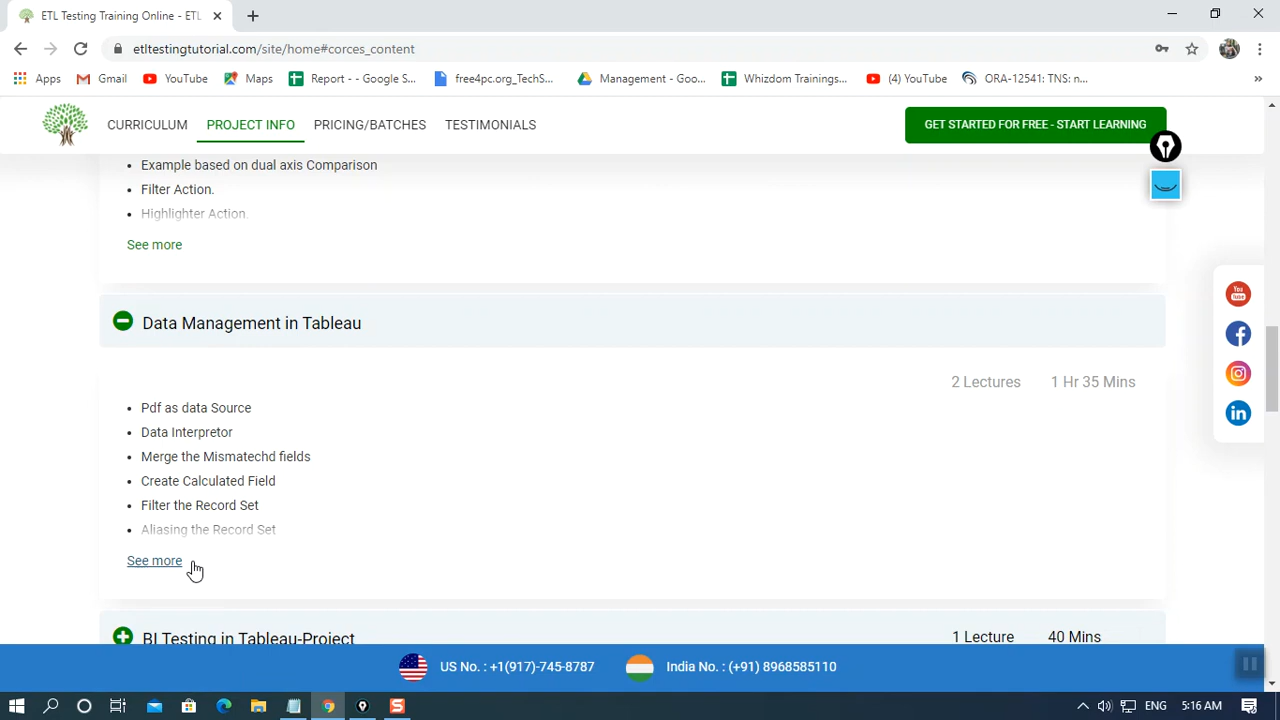 ETL Testing Training Online - ETL
etltestingtutorial.com/site/home#corces_content
Apps Gmail YouTube Maps Report - - Google S... free4pc.org_TechS... Management - Goo... Whizdom Trainings... (4) YouTube ORA-12541: TNS: n... »
CURRICULUM PROJECT INFO PRICING/BATCHES TESTIMONIALS GET STARTED FOR FREE - START LEARNING
• Example based on dual axis Comparison
• Filter Action.
• Highlighter Action.
See more
Data Management in Tableau
2 Lectures 1 Hr 35 Mins
• Pdf as data Source
• Data Interpretor
• Merge the Mismatechd fields
• Create Calculated Field
• Filter the Record Set
• Aliasing the Record Set
See more
BI Testing in Tableau-Project 1 Lecture 40 Mins
US No. : +1(917)-745-8787 India No. : (+91) 8968585110
You
Tube
in
S
ENG 5:16 AM